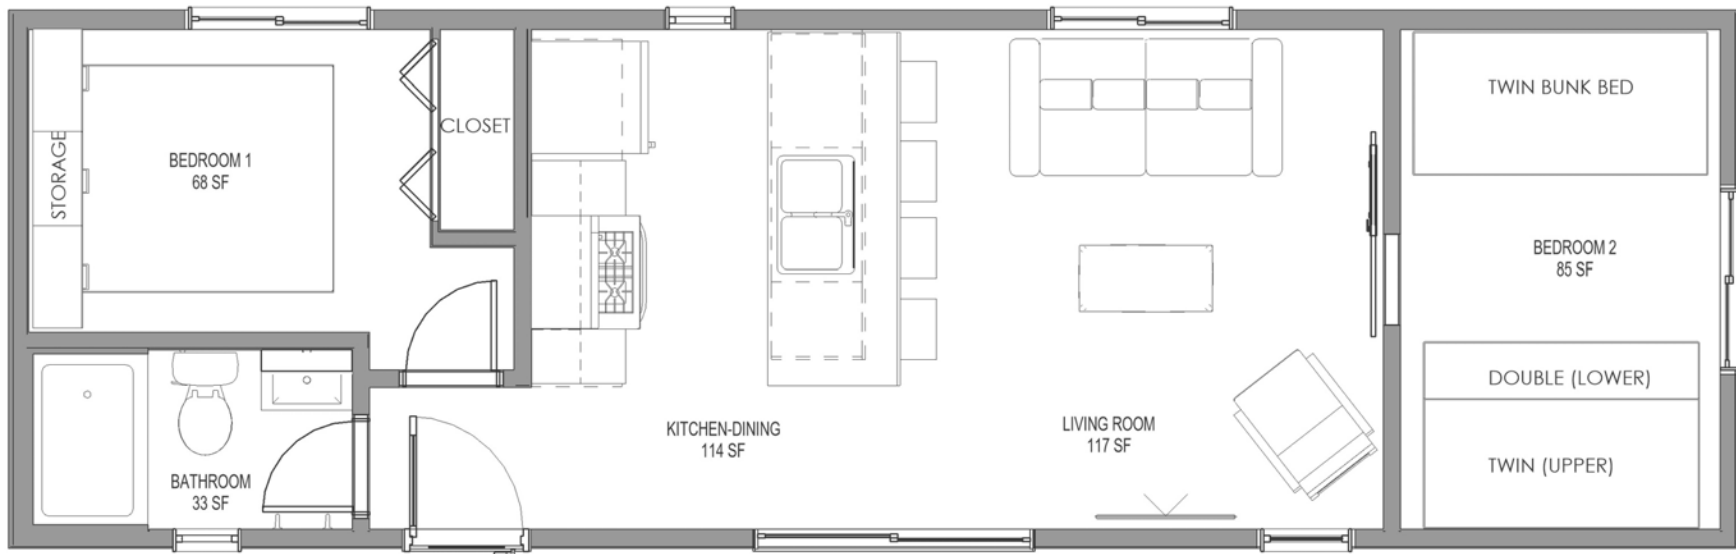 STORAGE
BEDROOM 1
68 SF
CLOSET
BATHROOM
33 SF
KITCHEN-DINING
114 SF
LIVING ROOM
117 SF
TWIN BUNK BED
BEDROOM 2
85 SF
DOUBLE (LOWER)
TWIN (UPPER)